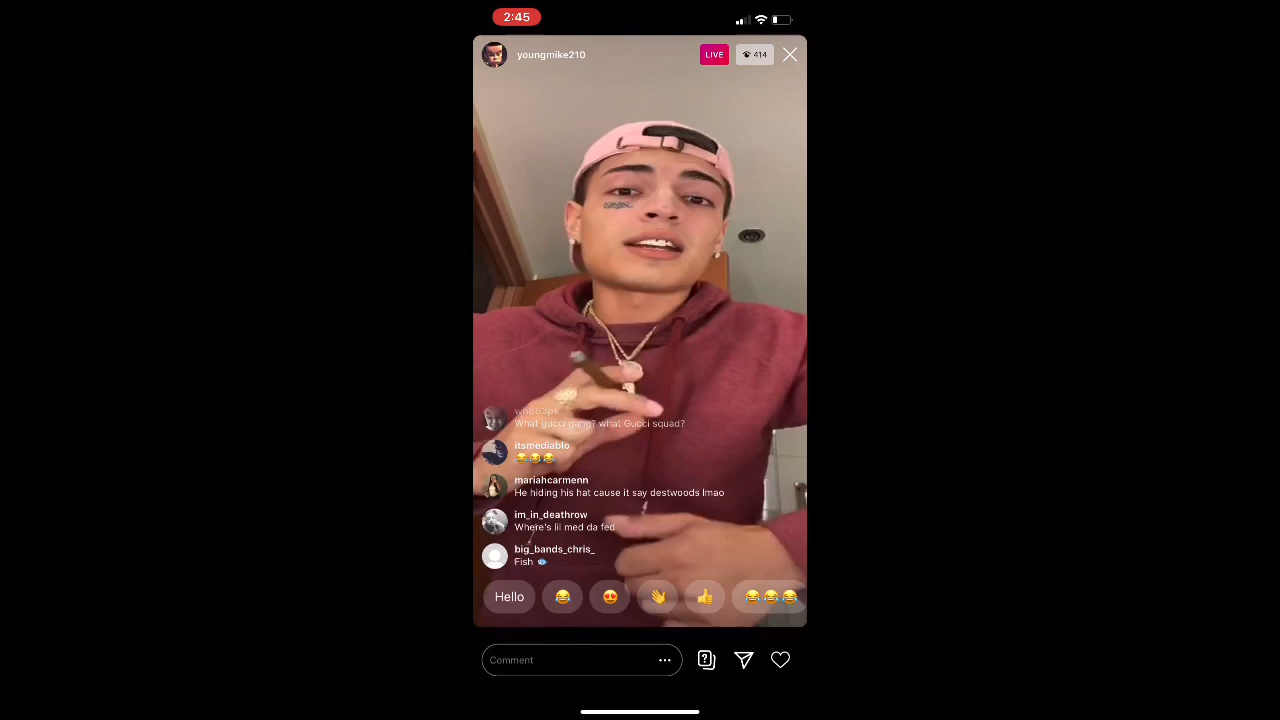 2:45
youngmike210
LIVE
414
wh663pk
What gucci gang? what Gucci squad?
itsmediablo
😂😂😂
mariahcarmenn
He hiding his hat cause it say destwoods lmao
im_in_deathrow
Where's lil med da fed
big_bands_chris_
Fish 🐟
Hello 😂 😍 👋 👍 😂😂😂
Comment